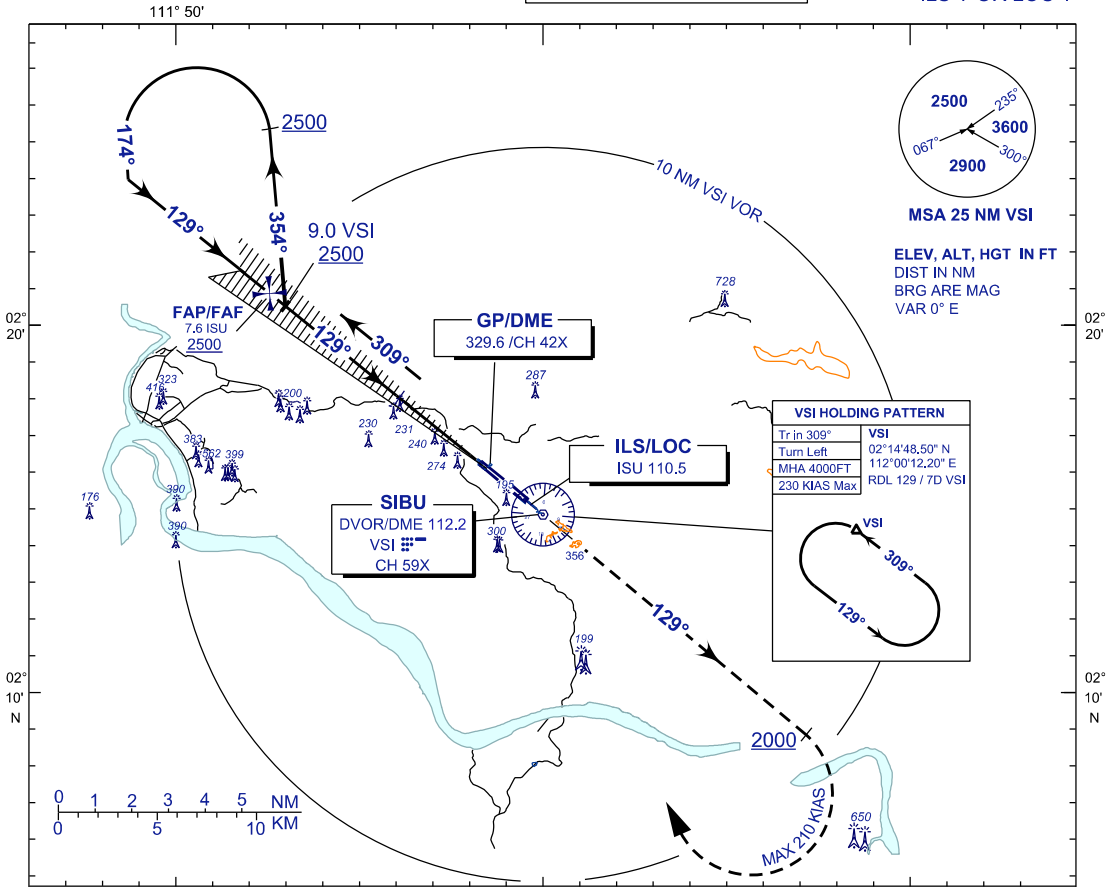 111° 50'
2500
174°
129°
354°
9.0 VSI
2500
10 NM VSI VOR
2500
235°
3600
067°
300°
2900
MSA 25 NM VSI
ELEV, ALT, HGT IN FT
DIST IN NM
BRG ARE MAG
VAR 0° E
02°
20'
02°
20'
FAP/FAF
7.6 ISU
2500
129°
309°
GP/DME
329.6 /CH 42X
728
287
323
416
200
230
231
240
274
383
562
399
390
176
390
195
300
356
ILS/LOC
ISU 110.5
SIBU
DVOR/DME 112.2
VSI
CH 59X
VSI HOLDING PATTERN
Tr in 309°
Turn Left
MHA 4000FT
230 KIAS Max
VSI
02°14'48.50" N
112°00'12.20" E
RDL 129 / 7D VSI
VSI
309°
129°
129°
199
02°
10'
N
02°
10'
N
2000
MAX 210 KIAS
650
0 1 2 3 4 5 NM
0 5 10 KM